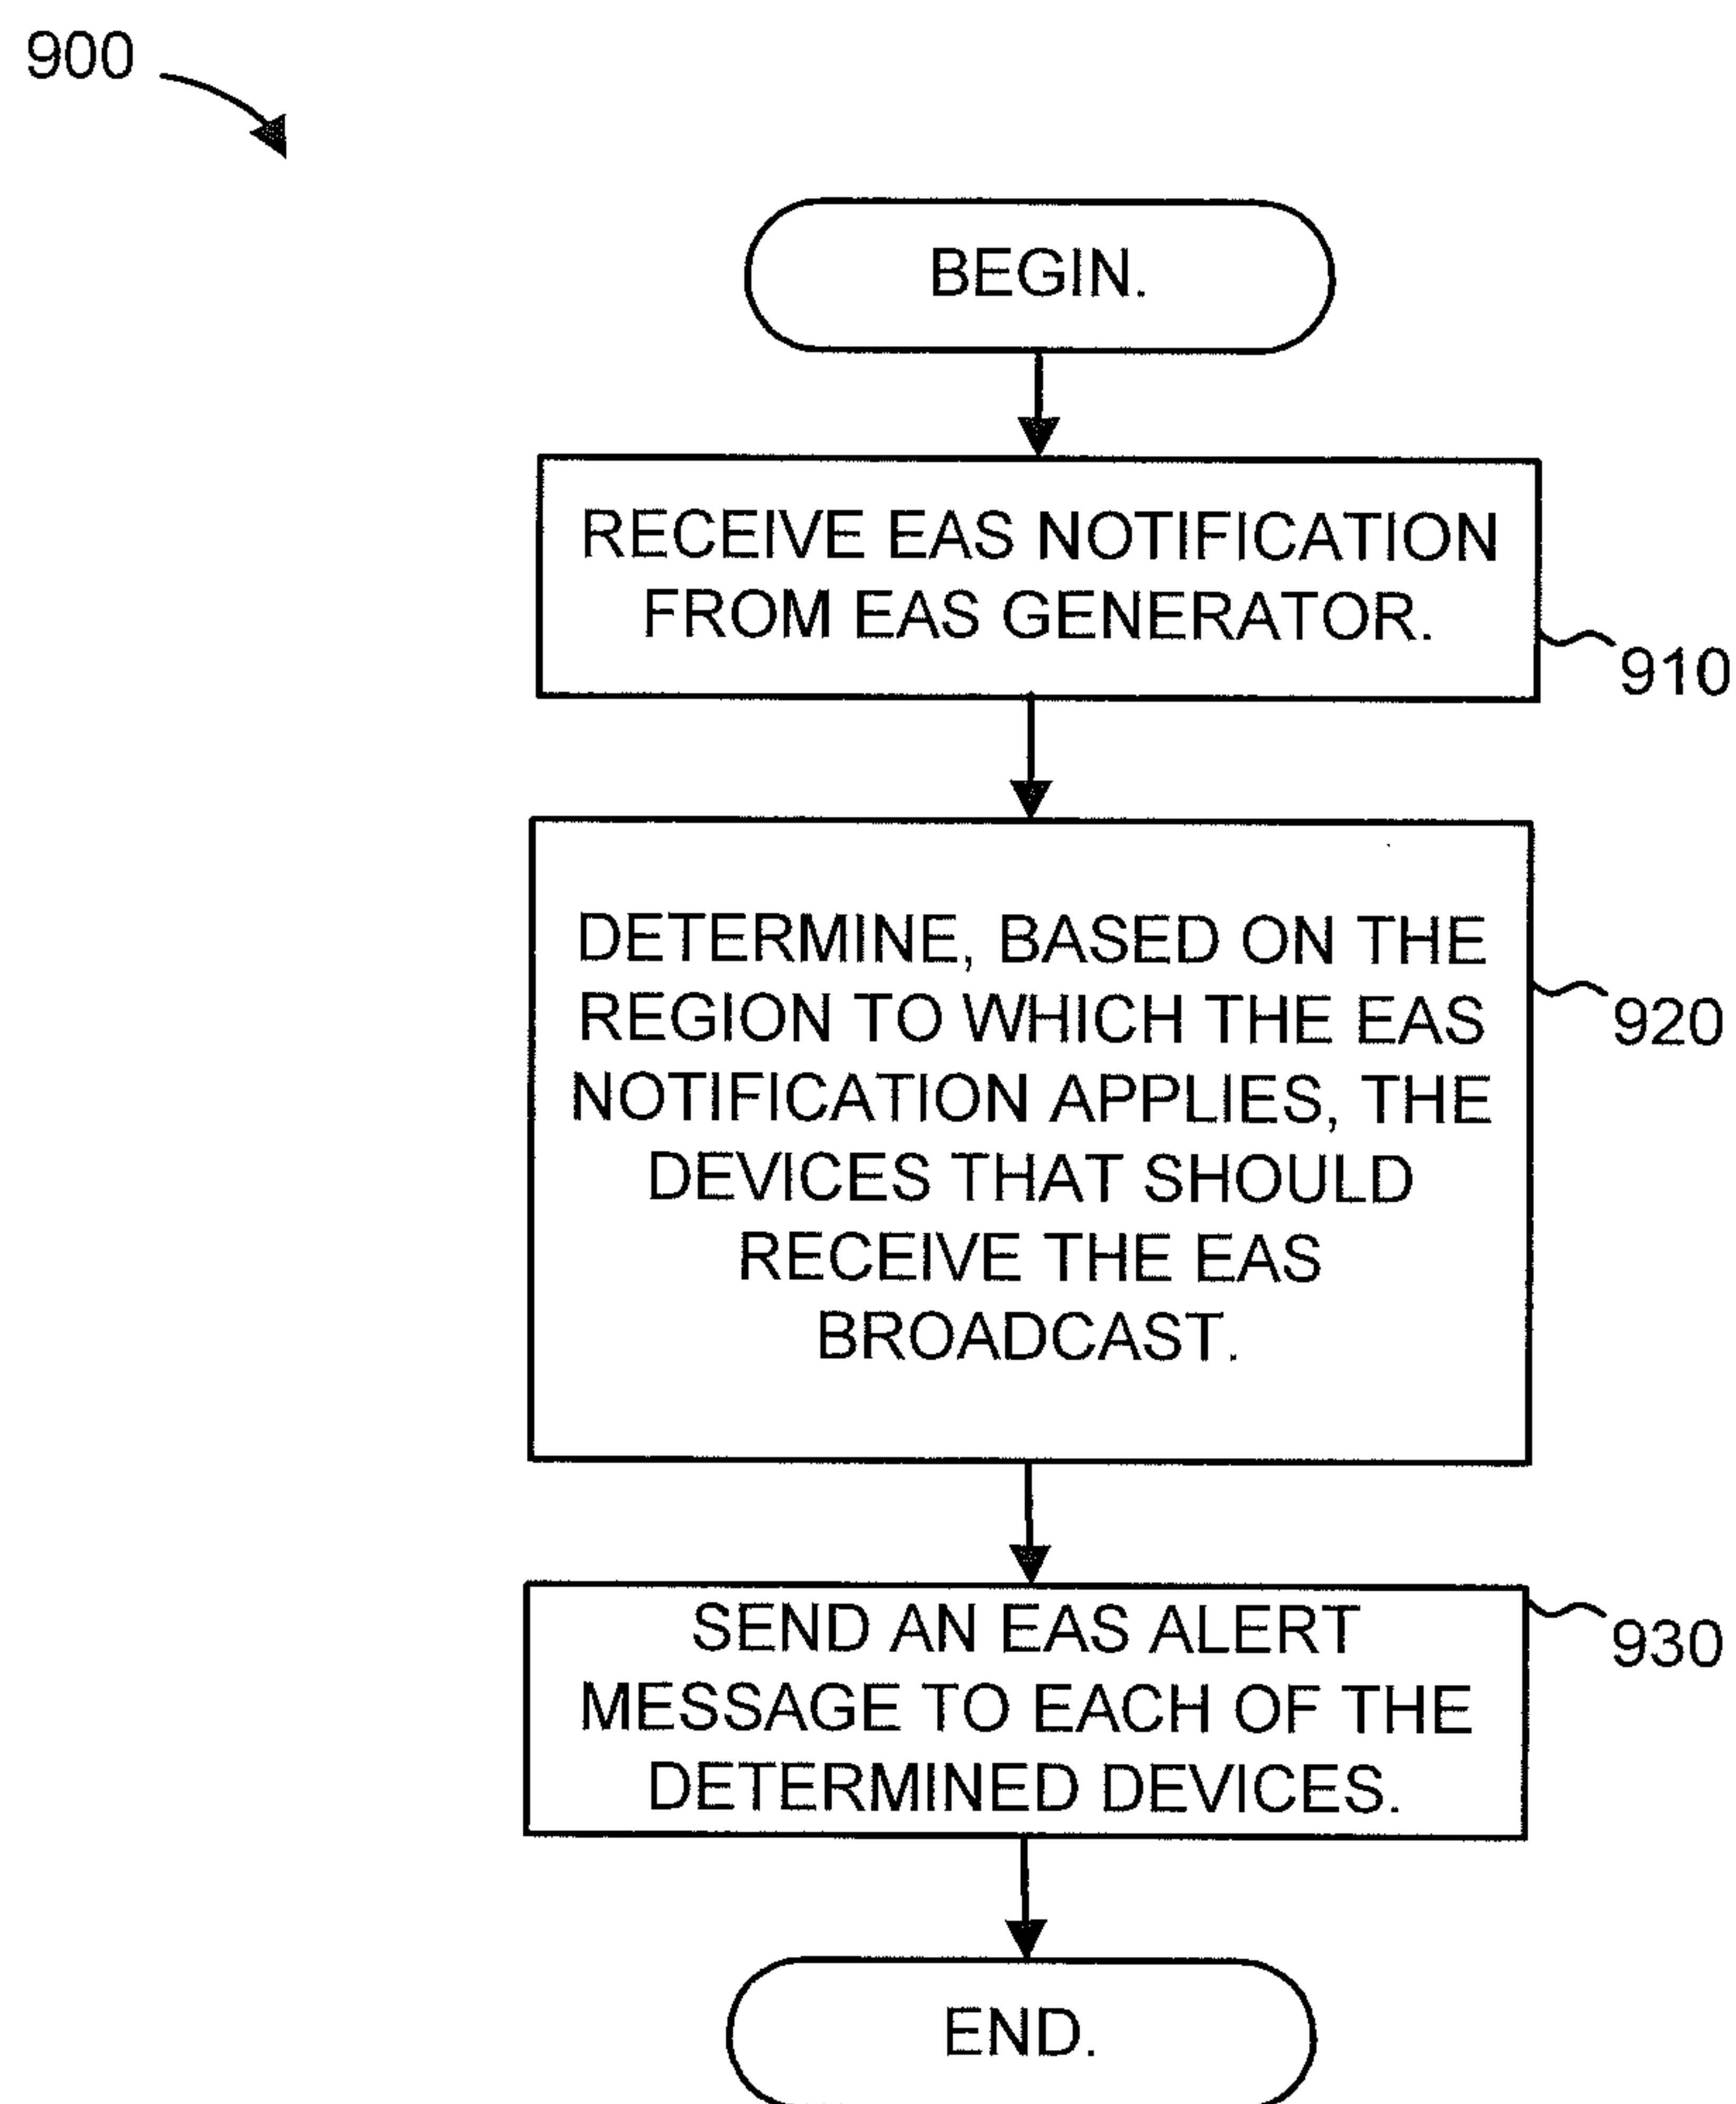 900
BEGIN.
RECEIVE EAS NOTIFICATION
FROM EAS GENERATOR.
910
DETERMINE, BASED ON THE
REGION TO WHICH THE EAS
NOTIFICATION APPLIES, THE
DEVICES THAT SHOULD
RECEIVE THE EAS
BROADCAST.
920
SEND AN EAS ALERT
MESSAGE TO EACH OF THE
DETERMINED DEVICES.
930
END.